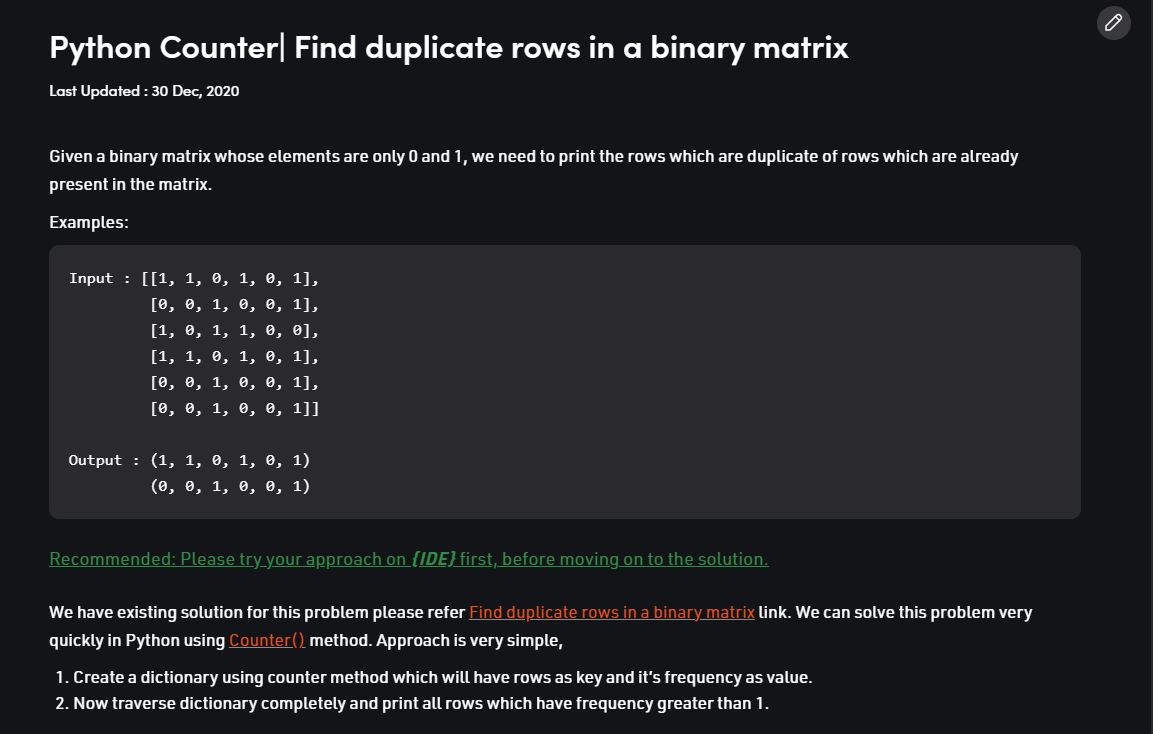 Python Counter| Find duplicate rows in a binary matrix
Last Updated : 30 Dec, 2020
Given a binary matrix whose elements are only 0 and 1, we need to print the rows which are duplicate of rows which are already
present in the matrix.
Examples:
Input : [[1, 1, 0, 1, 0, 1],
[0, 0, 1, 0, 0, 1],
[1, 0, 1, 1, 0, 0],
[1, 1, 0, 1, 0, 1],
[0, 0, 1, 0, 0, 1],
[0, 0, 1, 0, 0, 1]]
Output : (1, 1, 0, 1, 0, 1)
(0, 0, 1, 0, 0, 1)
Recommended: Please try your approach on {IDE} first, before moving on to the solution.
We have existing solution for this problem please refer Find duplicate rows in a binary matrix link. We can solve this problem very
quickly in Python using Counter() method. Approach is very simple,
1. Create a dictionary using counter method which will have rows as key and it’s frequency as value.
2. Now traverse dictionary completely and print all rows which have frequency greater than 1.